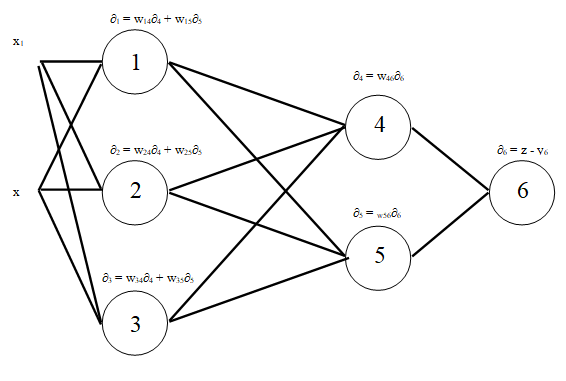 ∂₁ = w₁₄∂₄ + w₁₅∂₅
x₁
1
∂₄ = w₄₆∂₆
4
∂₂ = w₂₄∂₄ + w₂₅∂₅
∂₆ = z - v₆
x
2
6
∂₅ = w₅₆∂₆
5
∂₃ = w₃₄∂₄ + w₃₅∂₅
3